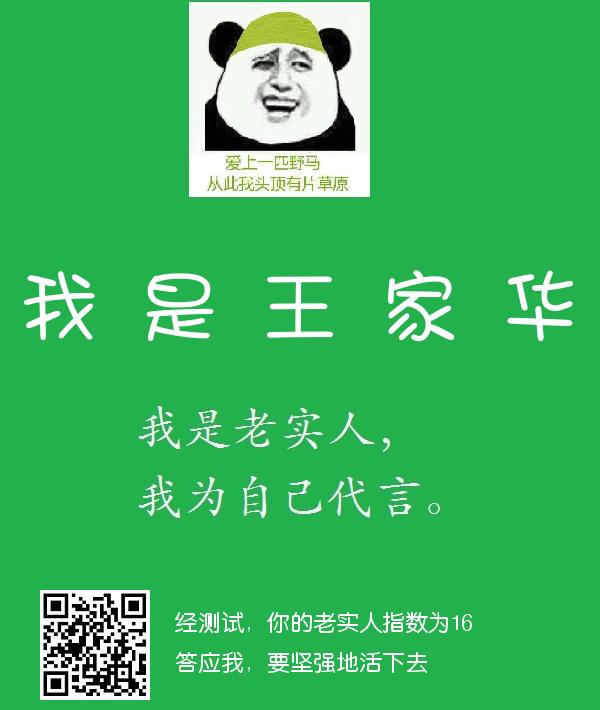 爱上一匹野马
从此我头顶有片草原
我是王家华
我是老实人，
我为自己代言。
经测试，你的老实人指数为16
答应我，要坚强地活下去